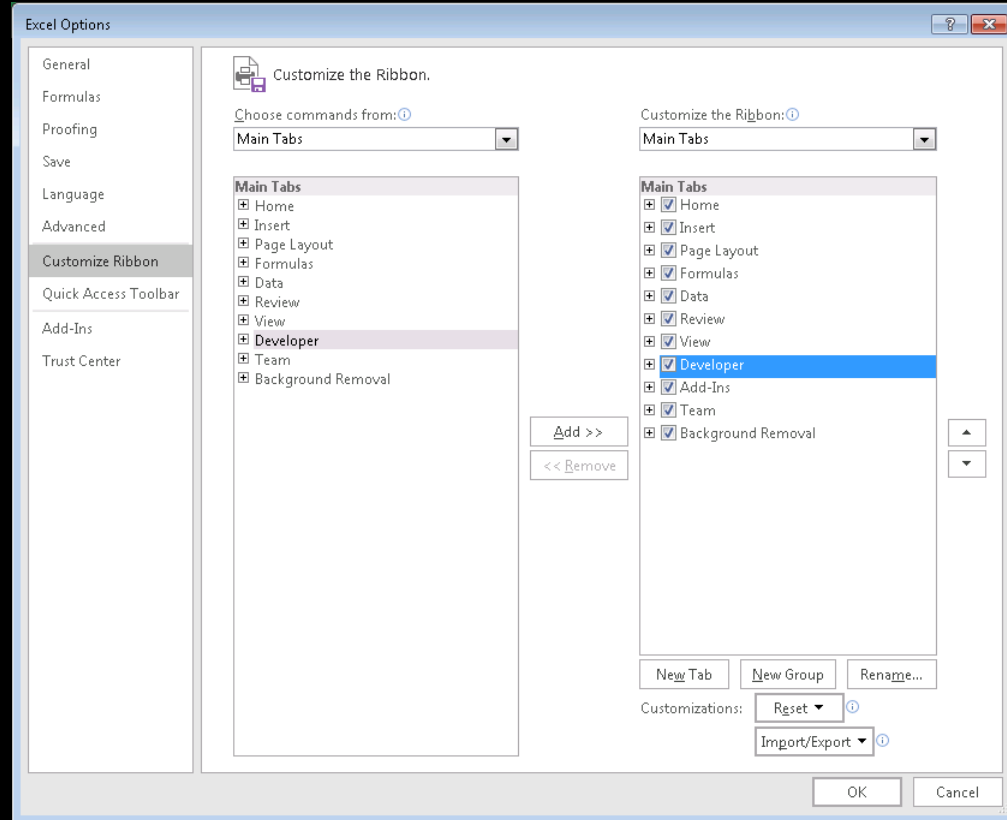 Excel Options
General
Formulas
Proofing
Save
Language
Advanced
Customize Ribbon
Quick Access Toolbar
Add-Ins
Trust Center
Customize the Ribbon.
Choose commands from:
Main Tabs
Main Tabs
Home
Insert
Page Layout
Formulas
Data
Review
View
Developer
Team
Background Removal
Add >>
<< Remove
Customize the Ribbon:
Main Tabs
Main Tabs
Home
Insert
Page Layout
Formulas
Data
Review
View
Developer
Add-Ins
Team
Background Removal
New Tab
New Group
Rename...
Customizations:
Reset
Import/Export
OK
Cancel